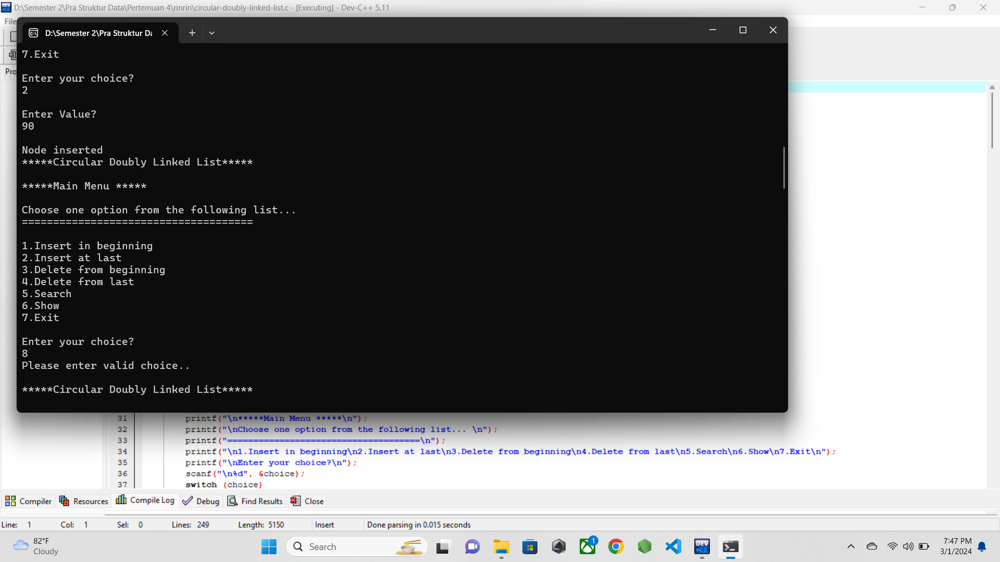 D:\Semester 2\Pra Struktur Data\Pertemuan 4\rinrin\circular-doubly-linked-list.c - [Executing] - Dev-C++ 5.11
File
D:\Semester 2\Pra Struktur Da
7.Exit
Enter your choice?
2
Enter Value?
90
Node inserted
*****Circular Doubly Linked List*****
*****Main Menu *****
Choose one option from the following list...
=====================================
1.Insert in beginning
2.Insert at last
3.Delete from beginning
4.Delete from last
5.Search
6.Show
7.Exit
Enter your choice?
8
Please enter valid choice..
*****Circular Doubly Linked List*****
31 printf("\n*****Main Menu *****\n");
32 printf("\nChoose one option from the following list... \n");
33 printf("=====================================\n");
34 printf("\n1.Insert in beginning\n2.Insert at last\n3.Delete from beginning\n4.Delete from last\n5.Search\n6.Show\n7.Exit\n");
35 printf("\nEnter your choice?\n");
36 scanf("\n%d", &choice);
37 switch (choice)
Compiler Resources Compile Log Debug Find Results Close
Line: 1 Col: 1 Sel: 0 Lines: 249 Length: 5150 Insert Done parsing in 0.015 seconds
82°F
Cloudy
Search
1
DEV
C++
7:47 PM
3/1/2024